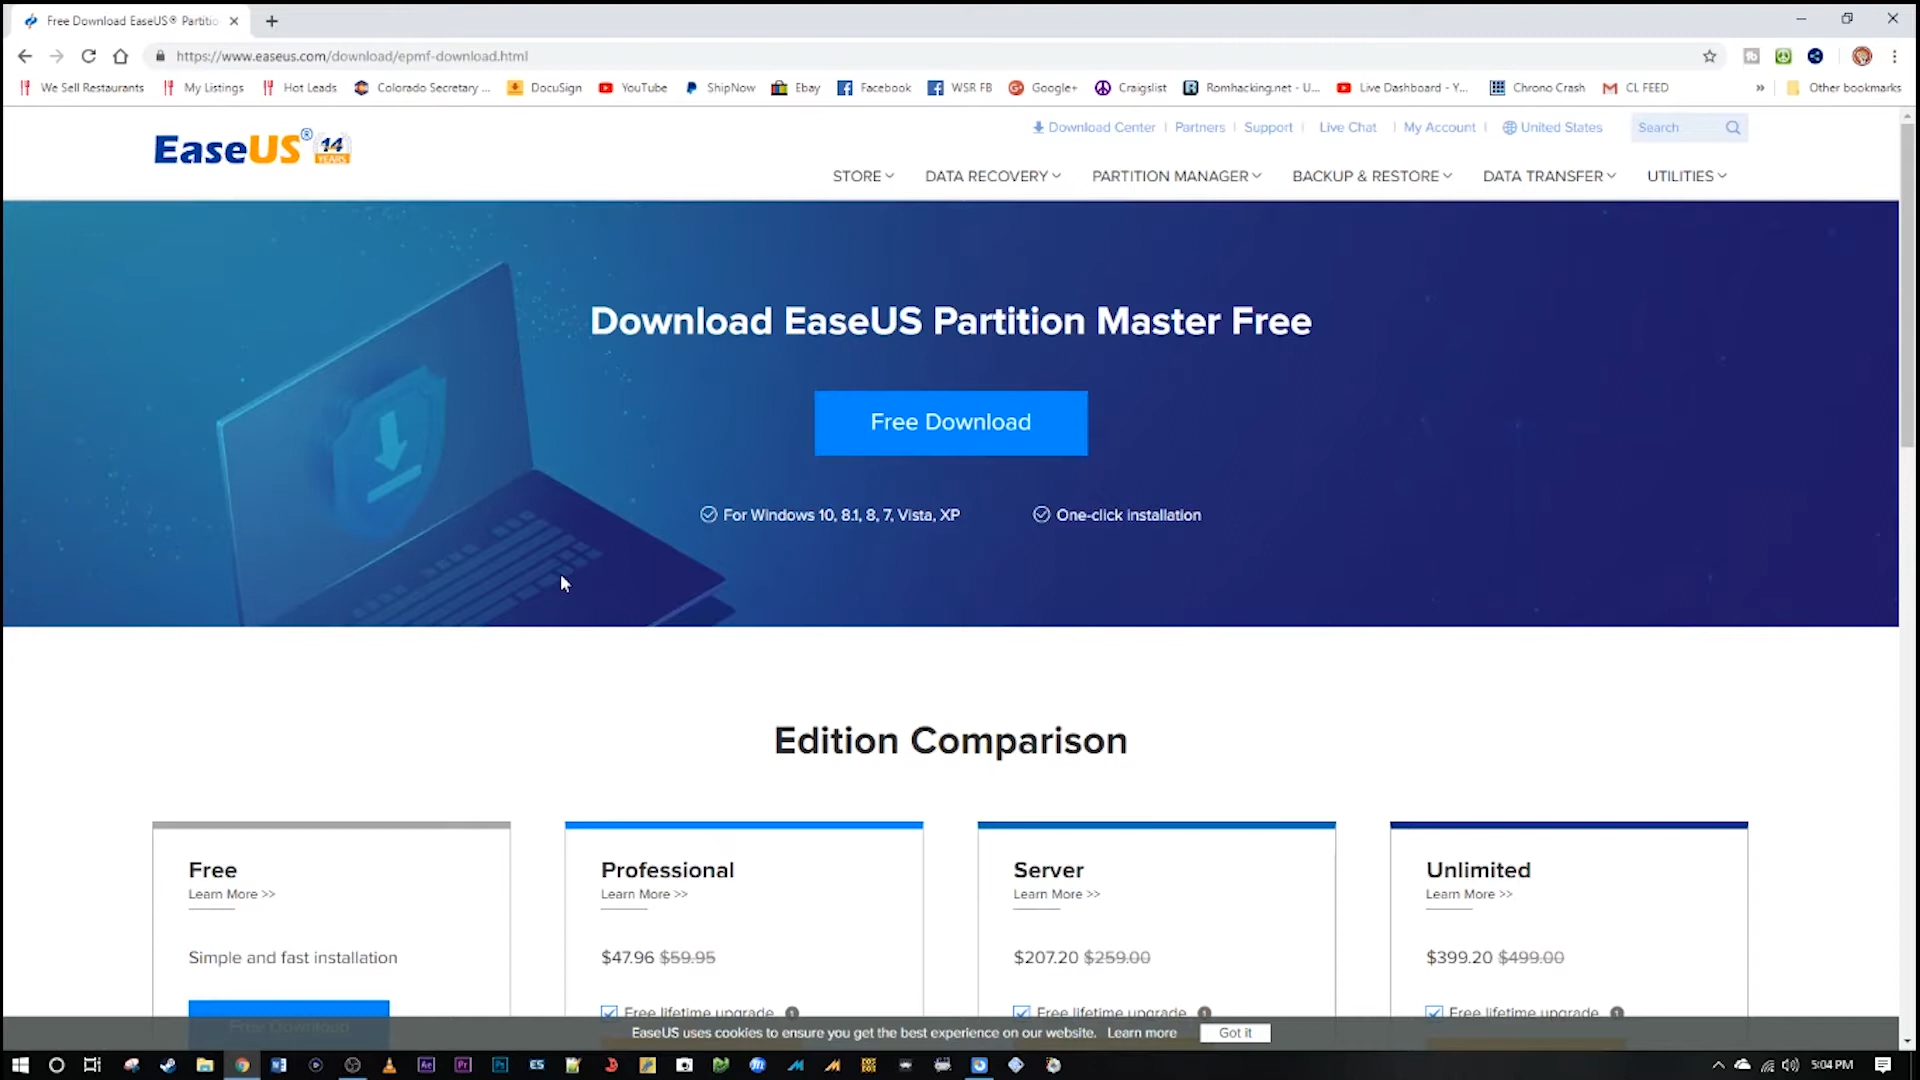 Free Download EaseUS® Partitio
https://www.easeus.com/download/epmf-download.html
We Sell Restaurants My Listings Hot Leads Colorado Secretary ... DocuSign YouTube ShipNow Ebay Facebook WSR FB Google+ Craigslist Romhacking.net - U... Live Dashboard - Y... Chrono Crash CL FEED » Other bookmarks
Download Center | Partners | Support | Live Chat | My Account | United States Search
EaseUS® 14 YEARS
STORE DATA RECOVERY PARTITION MANAGER BACKUP & RESTORE DATA TRANSFER UTILITIES
Download EaseUS Partition Master Free
Free Download
For Windows 10, 8.1, 8, 7, Vista, XP One-click installation
Edition Comparison
Free Professional Server Unlimited
Learn More >> Learn More >> Learn More >> Learn More >>
Simple and fast installation $47.96 $59.95 $207.20 $259.00 $399.20 $499.00
Free lifetime upgrade Free lifetime upgrade Free lifetime upgrade
Free Download
EaseUS uses cookies to ensure you get the best experience on our website. Learn more Got it
Ae Pr Ps ES 5:04 PM